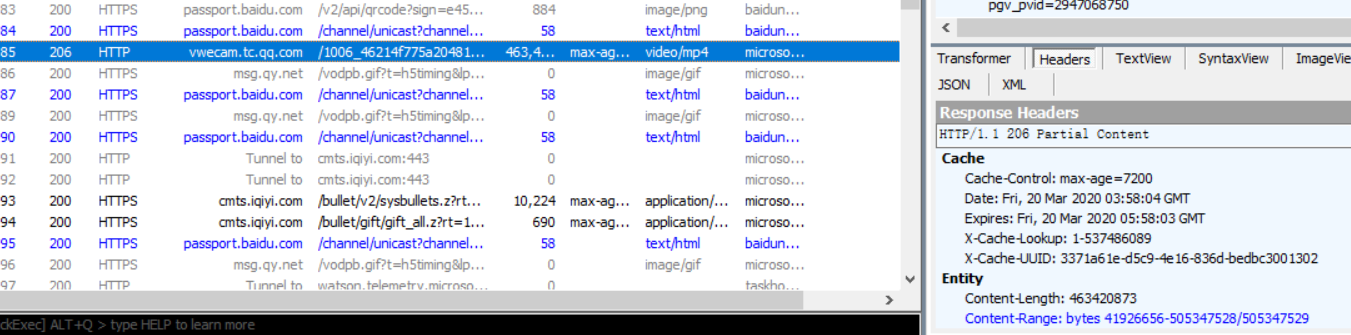 83 200 HTTPS passport.baidu.com /v2/api/qrcode?sign=e45... 884 image/png baidun...
84 200 HTTPS passport.baidu.com /channel/unicast?channel... 58 text/html baidun...
85 206 HTTP vwecam.tc.qq.com /1006_46214f775a20481... 463,4... max-ag... video/mp4 microso...
86 200 HTTPS msg.qy.net /vodpb.gif?t=h5timing&lp... 0 image/gif microso...
87 200 HTTPS passport.baidu.com /channel/unicast?channel... 58 text/html baidun...
89 200 HTTPS msg.qy.net /vodpb.gif?t=h5timing&lp... 0 image/gif microso...
90 200 HTTPS passport.baidu.com /channel/unicast?channel... 58 text/html baidun...
91 200 HTTP Tunnel to cmts.iqiyi.com:443 0 microso...
92 200 HTTP Tunnel to cmts.iqiyi.com:443 0 microso...
93 200 HTTPS cmts.iqiyi.com /bullet/v2/sysbullets.z?rt... 10,224 max-ag... application/... microso...
94 200 HTTPS cmts.iqiyi.com /bullet/gift/gift_all.z?rt=1... 690 max-ag... application/... microso...
95 200 HTTPS passport.baidu.com /channel/unicast?channel... 58 text/html baidun...
96 200 HTTPS msg.qy.net /vodpb.gif?t=h5timing&lp... 0 image/gif microso...
97 200 HTTP Tunnel to watson.telemetry.microso... 0 taskho...
ckExec] ALT+Q > type HELP to learn more
pgv_pvid=2947068750
Transformer Headers TextView SyntaxView ImageVie
JSON XML
Response Headers
HTTP/1.1 206 Partial Content
Cache
Cache-Control: max-age=7200
Date: Fri, 20 Mar 2020 03:58:04 GMT
Expires: Fri, 20 Mar 2020 05:58:03 GMT
X-Cache-Lookup: 1-537486089
X-Cache-UUID: 3371a61e-d5c9-4e16-836d-bedbc3001302
Entity
Content-Length: 463420873
Content-Range: bytes 41926656-505347528/505347529